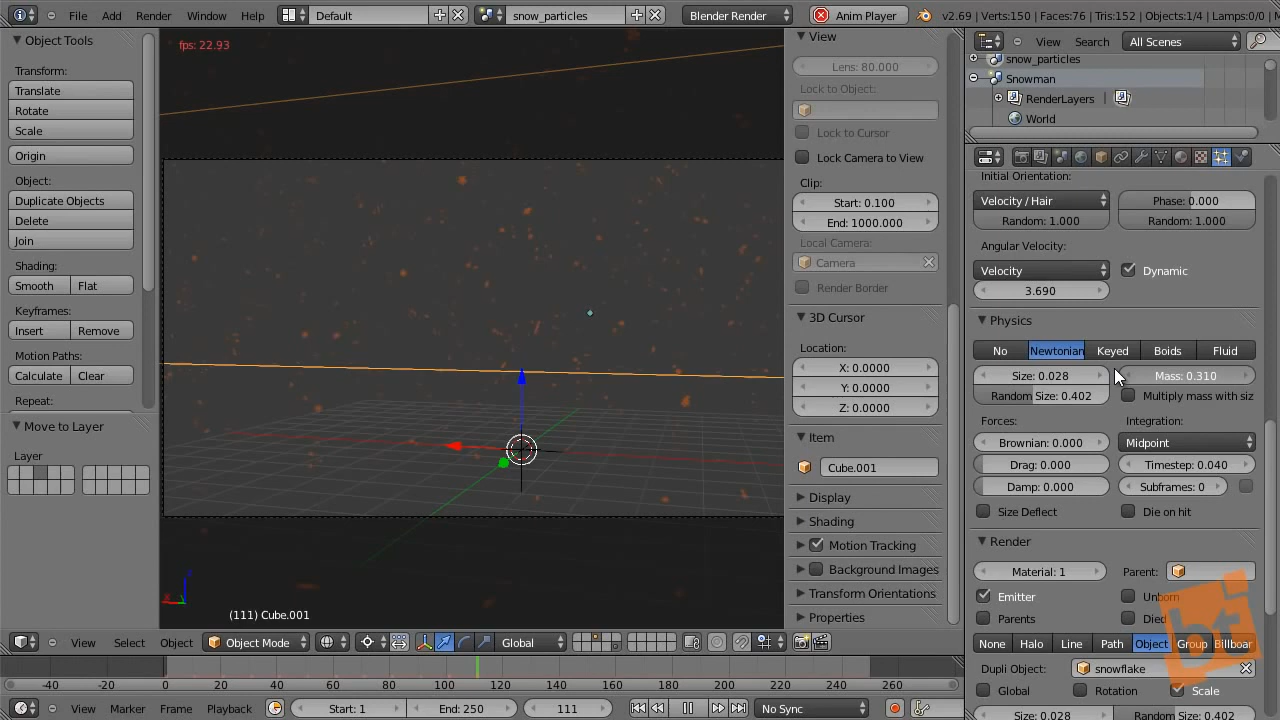 File Add Render Window Help Default snow_particles Blender Render Anim Player v2.69 | Verts:150 | Faces:76 | Tris:152 | Objects:1/4 | Lamps:0/0 |
Object Tools
Transform:
Translate
Rotate
Scale
Origin
Object:
Duplicate Objects
Delete
Join
Shading:
Smooth Flat
Keyframes:
Insert Remove
Motion Paths:
Calculate Clear
Repeat:
Move to Layer
Layer
fps: 22.93
(111) Cube.001
View
Lens: 80.000
Lock to Object:
Lock to Cursor
Lock Camera to View
Clip:
Start: 0.100
End: 1000.000
Local Camera:
Camera
Render Border
3D Cursor
Location:
X: 0.0000
Y: 0.0000
Z: 0.0000
Item
Cube.001
Display
Shading
Motion Tracking
Background Images
Transform Orientations
Properties
View Search All Scenes
snow_particles
Snowman
RenderLayers
World
Initial Orientation:
Velocity / Hair Phase: 0.000
Random: 1.000 Random: 1.000
Angular Velocity:
Velocity Dynamic
3.690
Physics
No Newtonian Keyed Boids Fluid
Size: 0.028 Mass: 0.310
Random Size: 0.402 Multiply mass with siz
Forces: Integration:
Brownian: 0.000 Midpoint
Drag: 0.000 Timestep: 0.040
Damp: 0.000 Subframes: 0
Size Deflect Die on hit
Render
Material: 1 Parent:
Emitter Unborn
Parents Died
None Halo Line Path Object Group Billboar
Dupli Object: snowflake
Global Rotation Scale
Size: 0.028 Random Size: 0.402
bt
View Select Object Object Mode Global
-40 -20 0 20 40 60 80 100 120 140 160 180 200 220 240 260
View Marker Frame Playback Start: 1 End: 250 111 No Sync